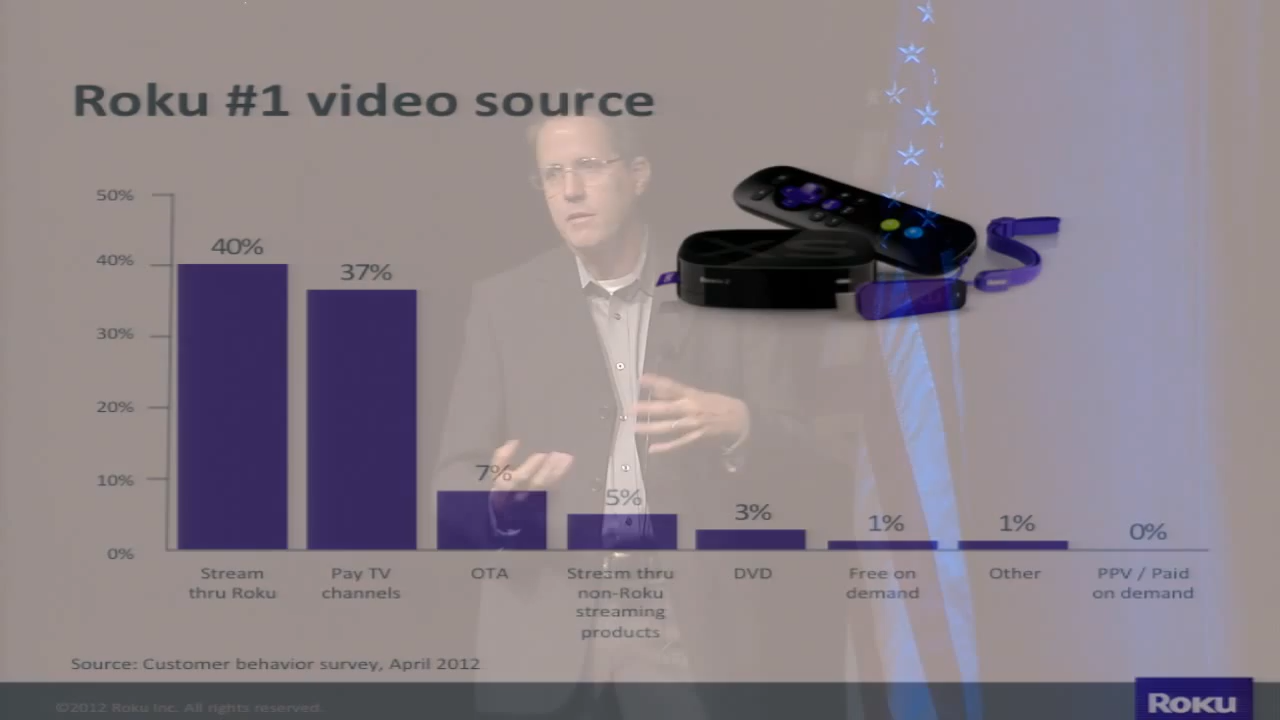 Roku #1 video source
50%
40%
30%
20%
10%
0%
40%
37%
7%
5%
3%
1%
1%
0%
Stream
thru Roku
Pay TV
channels
OTA
Stream thru
non-Roku
streaming
products
DVD
Free on
demand
Other
PPV / Paid
on demand
Source: Customer behavior survey, April 2012
©2012 Roku Inc. All rights reserved.
Roku